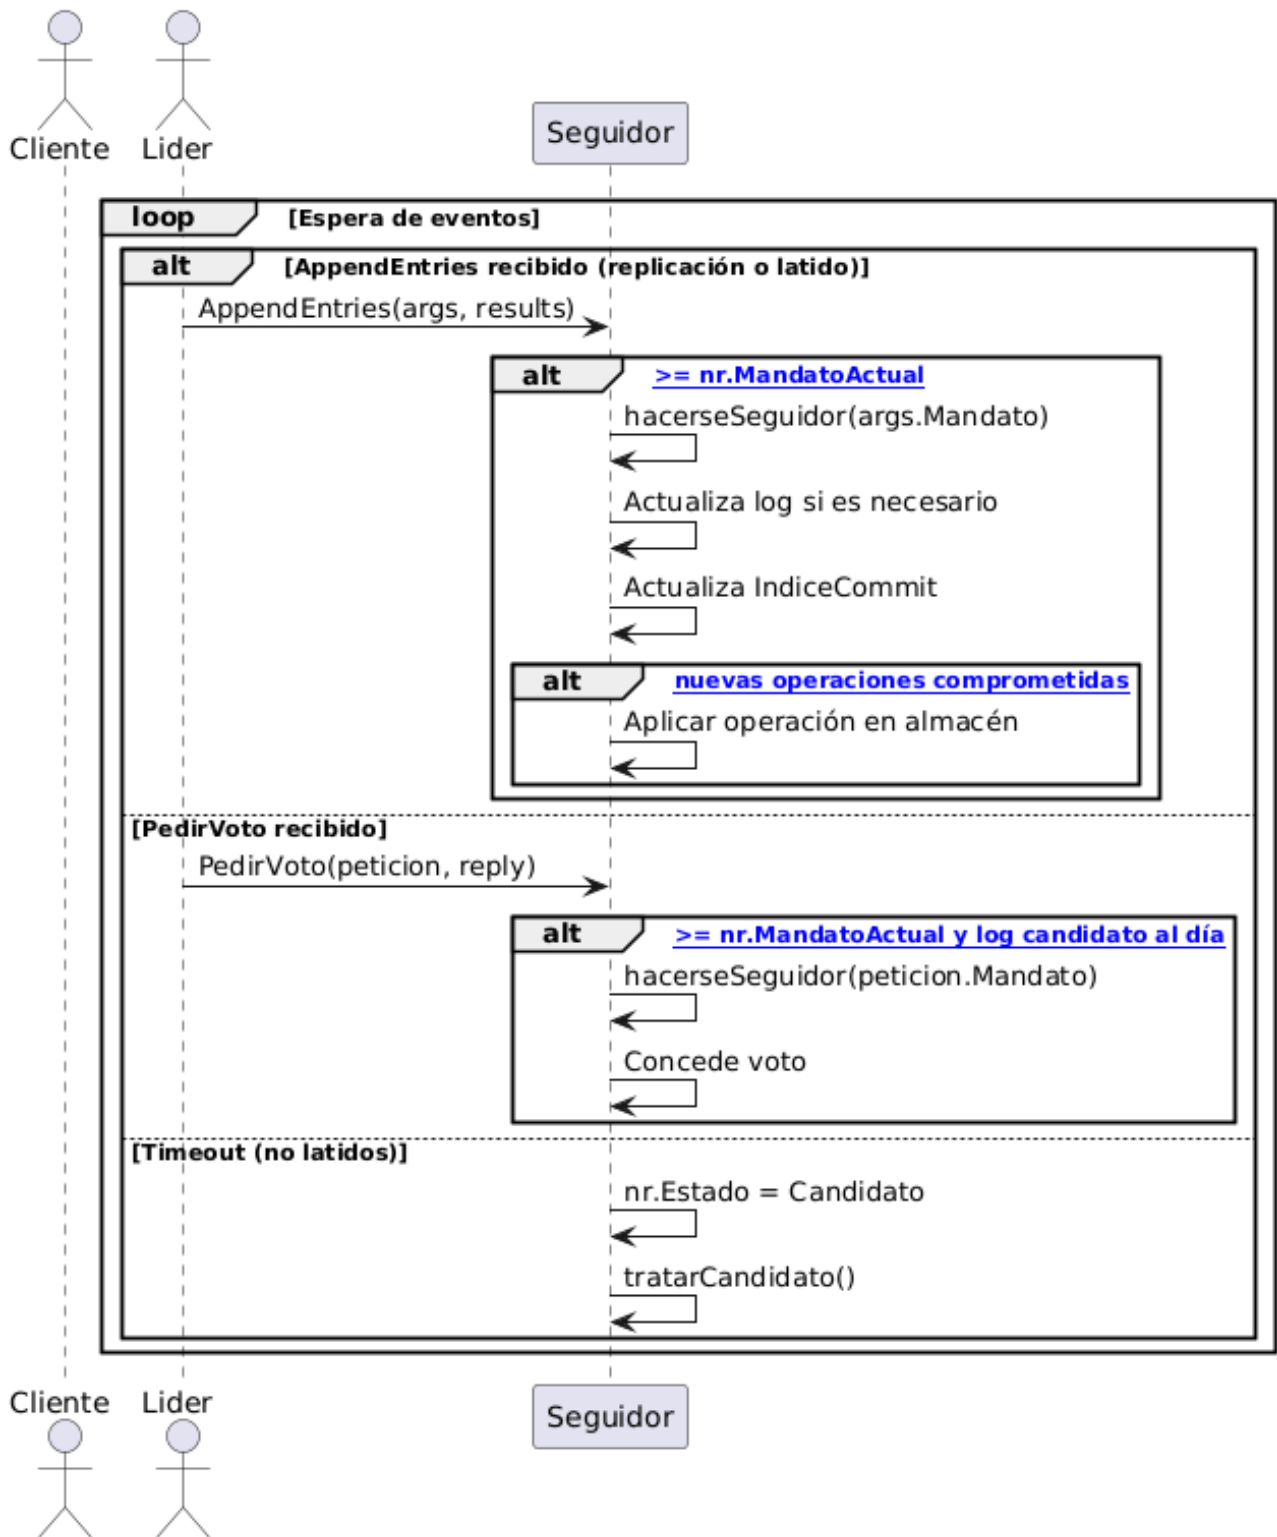 Cliente
Lider
Seguidor
loop
[Espera de eventos]
alt
[AppendEntries recibido (replicación o latido)]
AppendEntries(args, results)
alt
>= nr.MandatoActual
hacerseSeguidor(args.Mandato)
Actualiza log si es necesario
Actualiza IndiceCommit
alt
nuevas operaciones comprometidas
Aplicar operación en almacén
[PedirVoto recibido]
PedirVoto(peticion, reply)
alt
>= nr.MandatoActual y log candidato al día
hacerseSeguidor(peticion.Mandato)
Concede voto
[Timeout (no latidos)]
nr.Estado = Candidato
tratarCandidato()
Cliente
Lider
Seguidor